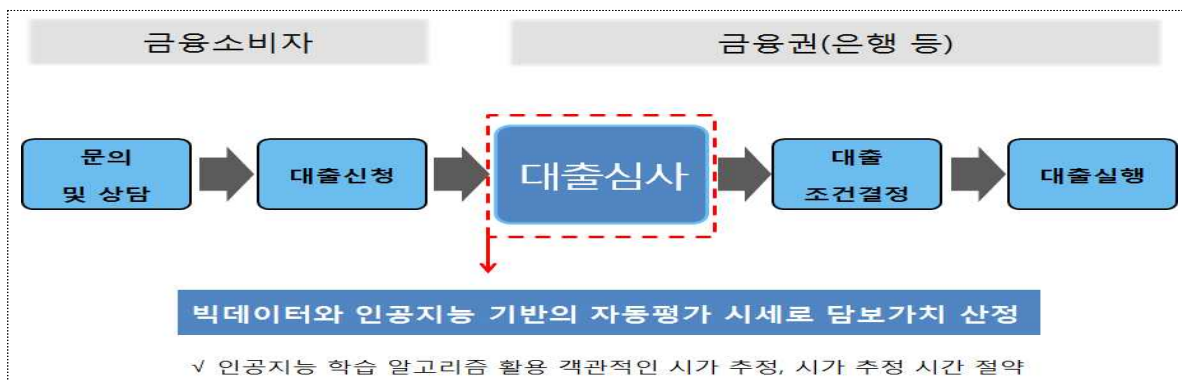 금융소비자
금융권(은행 등)
문의
및 상담
대출신청
대출심사
대출
조건결정
대출실행
빅데이터와 인공지능 기반의 자동평가 시세로 담보가치 산정
√ 인공지능 학습 알고리즘 활용 객관적인 시가 추정, 시가 추정 시간 절약